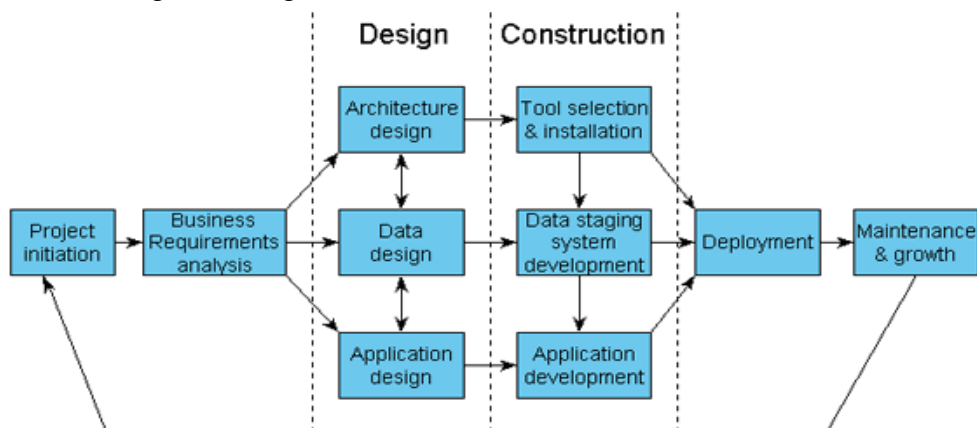 Design
Construction
Architecture
design
Tool selection
& installation
Project
initiation
Business
Requirements
analysis
Data
design
Data staging
system
development
Deployment
Maintenance
& growth
Application
design
Application
development